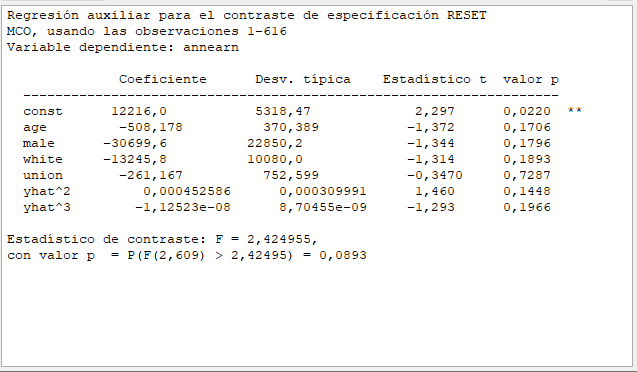 Regresión auxiliar para el contraste de especificación RESET
MCO, usando las observaciones 1-616
Variable dependiente: annearn
Coeficiente Desv. típica Estadístico t valor p
---------------------------------------------------------------
const 12216,0 5318,47 2,297 0,0220 **
age -508,178 370,389 -1,372 0,1706
male -30699,6 22850,2 -1,344 0,1796
white -13245,8 10080,0 -1,314 0,1893
union -261,167 752,599 -0,3470 0,7287
yhat^2 0,000452586 0,000309991 1,460 0,1448
yhat^3 -1,12523e-08 8,70455e-09 -1,293 0,1966
Estadístico de contraste: F = 2,424955,
con valor p = P(F(2,609) > 2,42495) = 0,0893